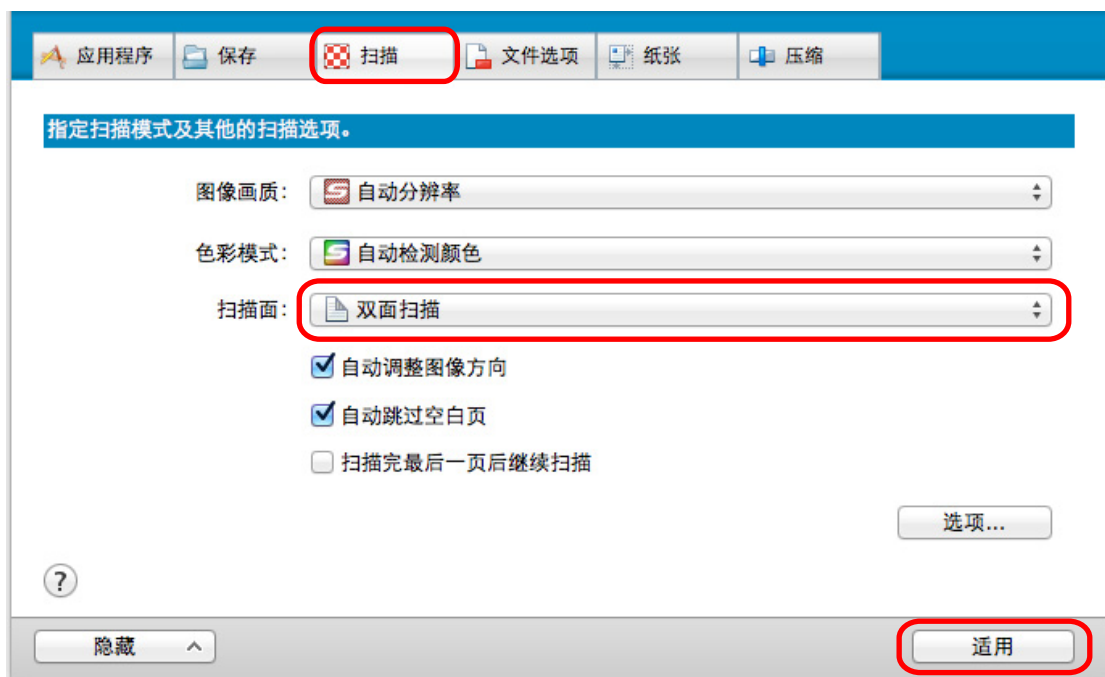 应用程序 保存 扫描 文件选项 纸张 压缩
指定扫描模式及其他的扫描选项。
图像画质: 自动分辨率
色彩模式: 自动检测颜色
扫描面: 双面扫描
自动调整图像方向
自动跳过空白页
扫描完最后一页后继续扫描
选项...
?
隐藏 适用